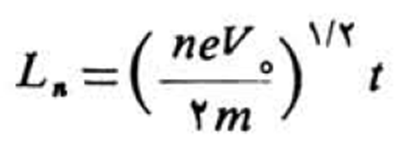 Lₙ = (neV₀ / ۲m)^۱/۲ t